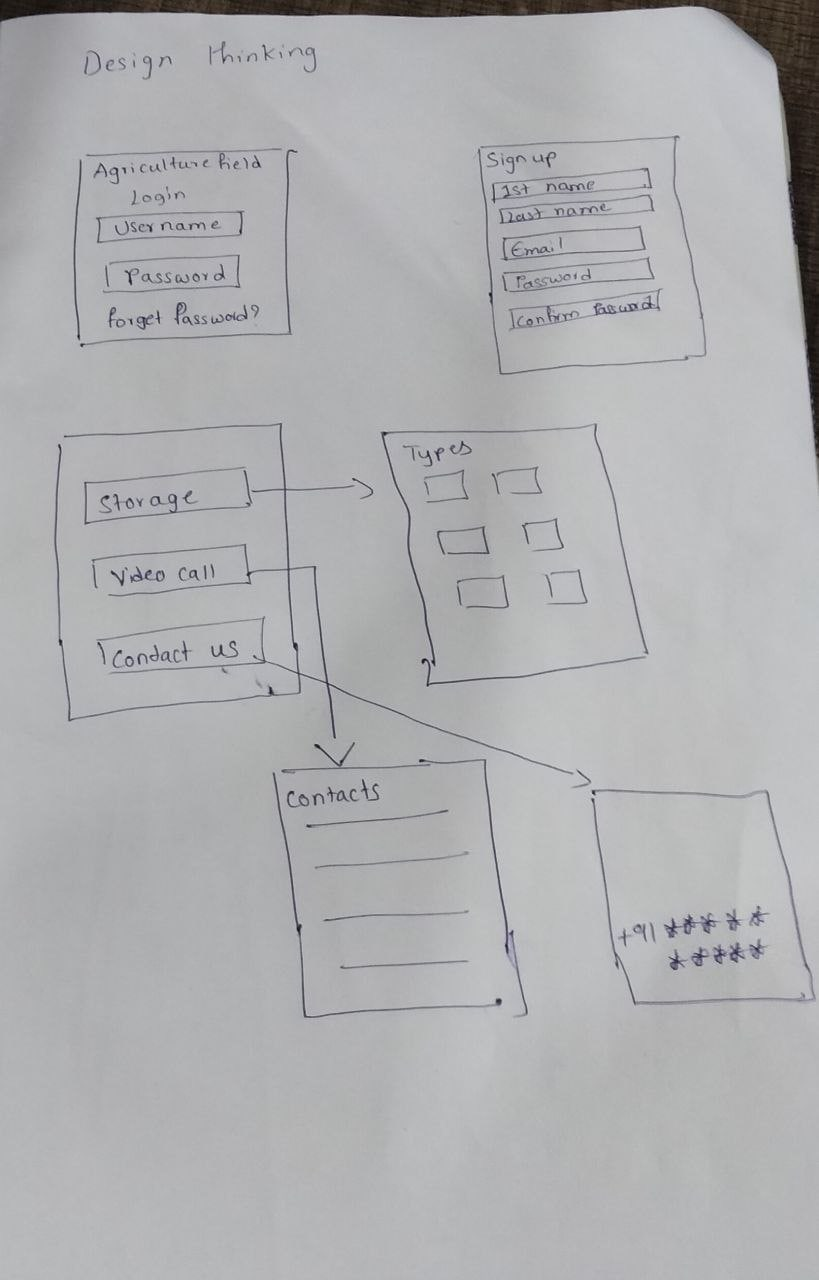 Design thinking
Agriculture field
Login
Username
Password
forget Password?
Sign up
1st name
Last name
Email
Password
Confirm Password
Storage
Video call
Contact us
Types
Contacts
+91 *****
*****